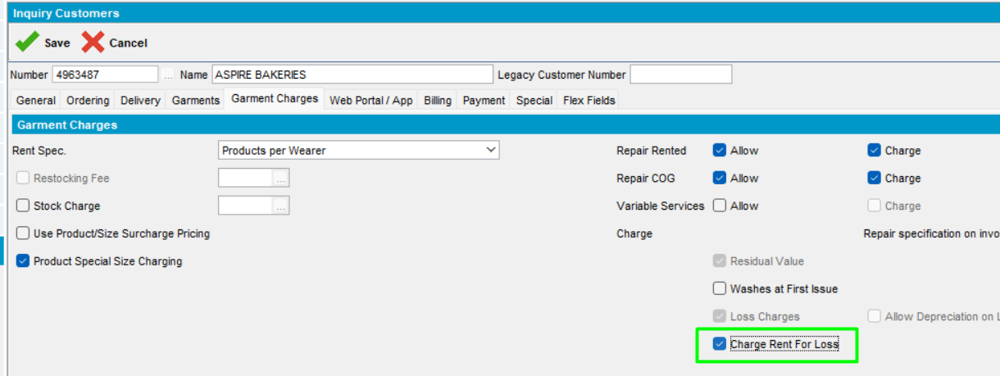 Inquiry Customers
Save Cancel
Number 4963487 ... Name ASPIRE BAKERIES Legacy Customer Number
General Ordering Delivery Garments Garment Charges Web Portal / App Billing Payment Special Flex Fields
Garment Charges
Rent Spec. Products per Wearer Repair Rented Allow Charge
Restocking Fee ... Repair COG Allow Charge
Stock Charge ... Variable Services Allow Charge
Use Product/Size Surcharge Pricing Charge Repair specification on invo
Product Special Size Charging Residual Value
Washes at First Issue
Loss Charges Allow Depreciation on L
Charge Rent For Loss